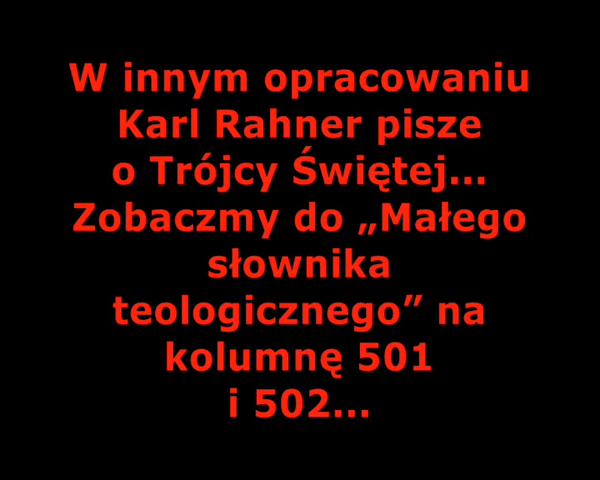 W innym opracowaniu
Karl Rahner pisze
o Trójcy Świętej...
Zobaczmy do „Małego
słownika
teologicznego” na
kolumnę 501
i 502...